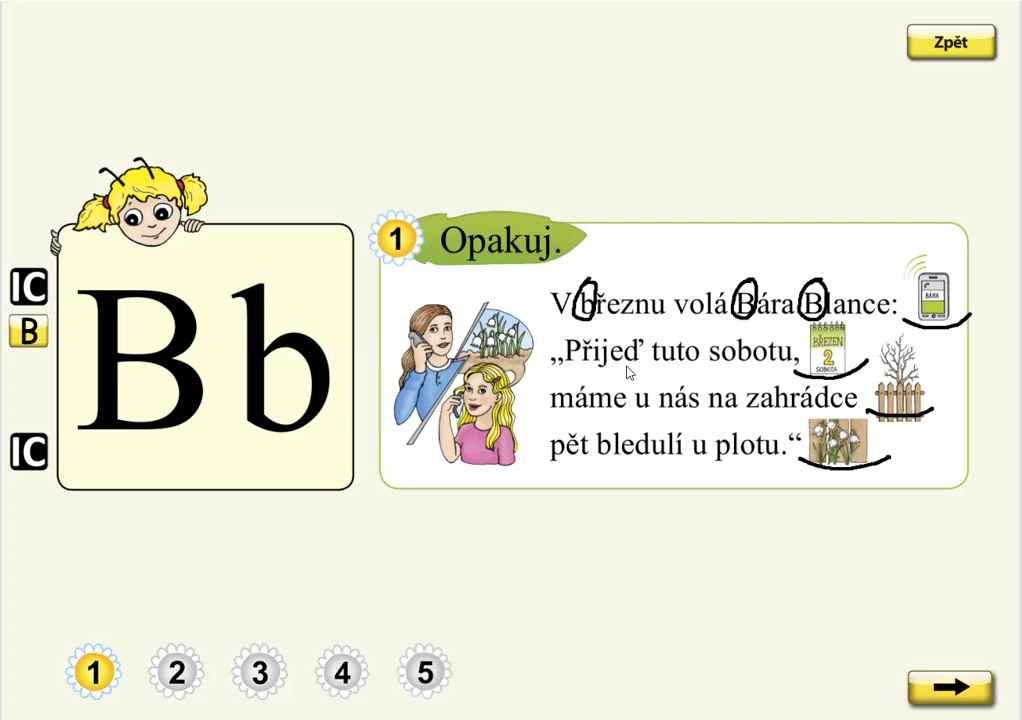 Zpět
IC
B
IC
Bb
1 Opakuj.
V březnu volá Bára Blance:
BÁRA
„Přijeď tuto sobotu,
BŘEZEN
2
SOBOTA
máme u nás na zahrádce
pět bledulí u plotu.“
1 2 3 4 5